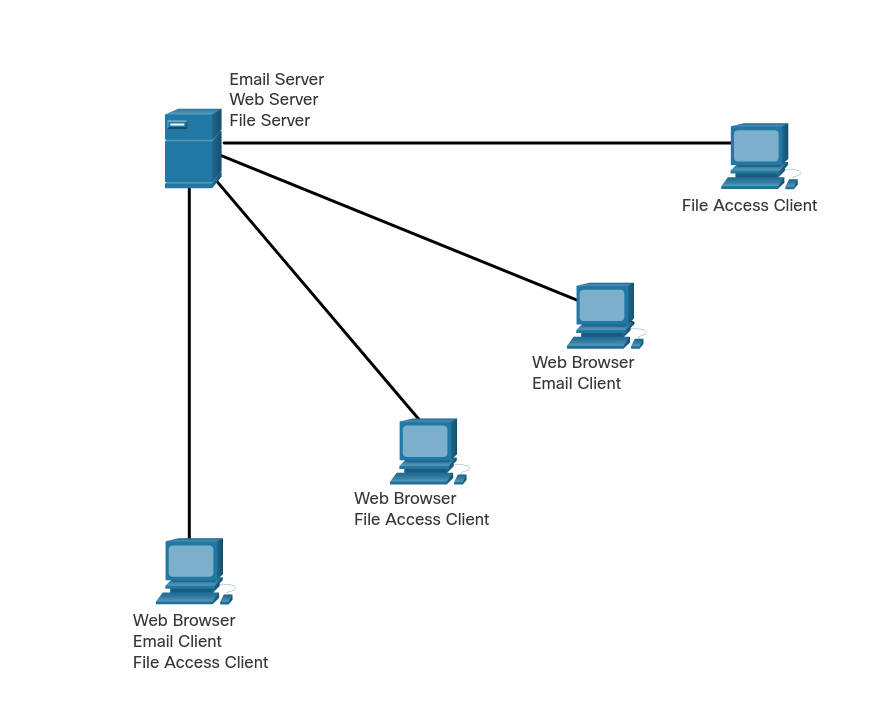 Email Server
Web Server
File Server
File Access Client
Web Browser
Email Client
Web Browser
File Access Client
Web Browser
Email Client
File Access Client